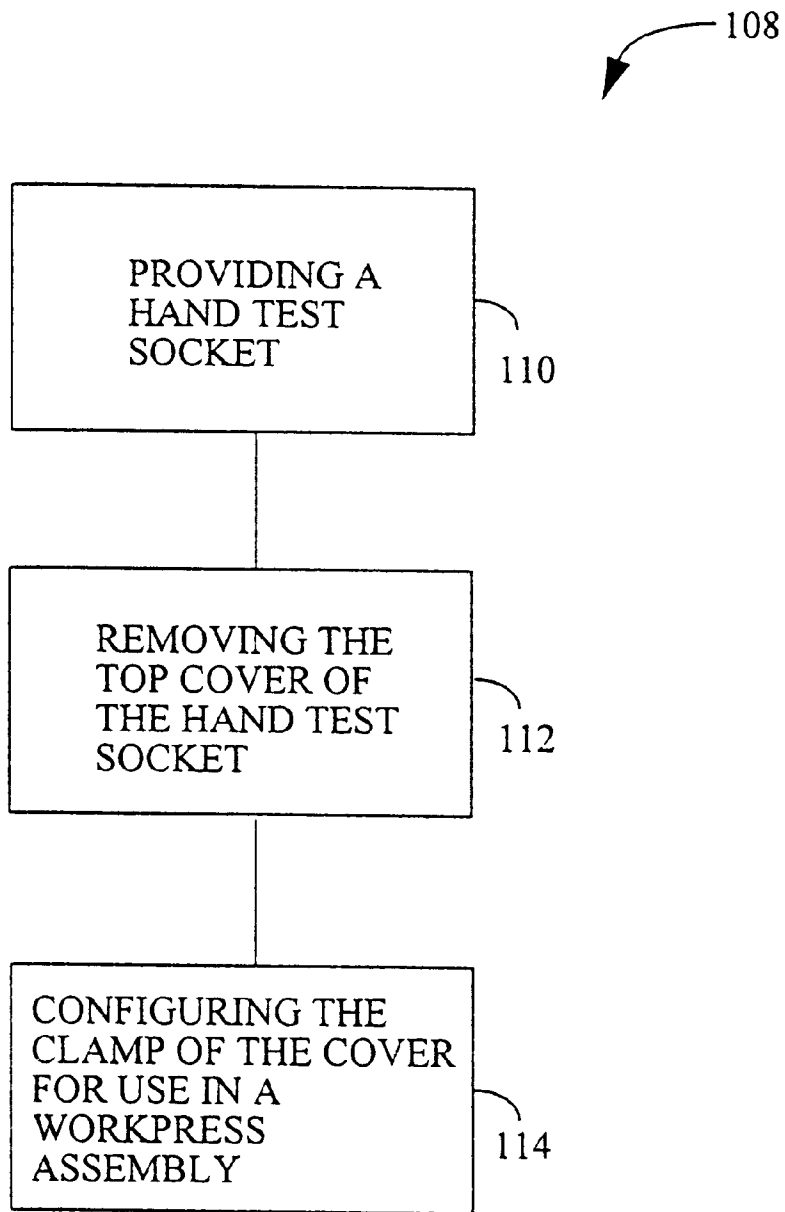 108
PROVIDING A
HAND TEST
SOCKET
110
REMOVING THE
TOP COVER OF
THE HAND TEST
SOCKET
112
CONFIGURING THE
CLAMP OF THE COVER
FOR USE IN A
WORKPRESS
ASSEMBLY
114